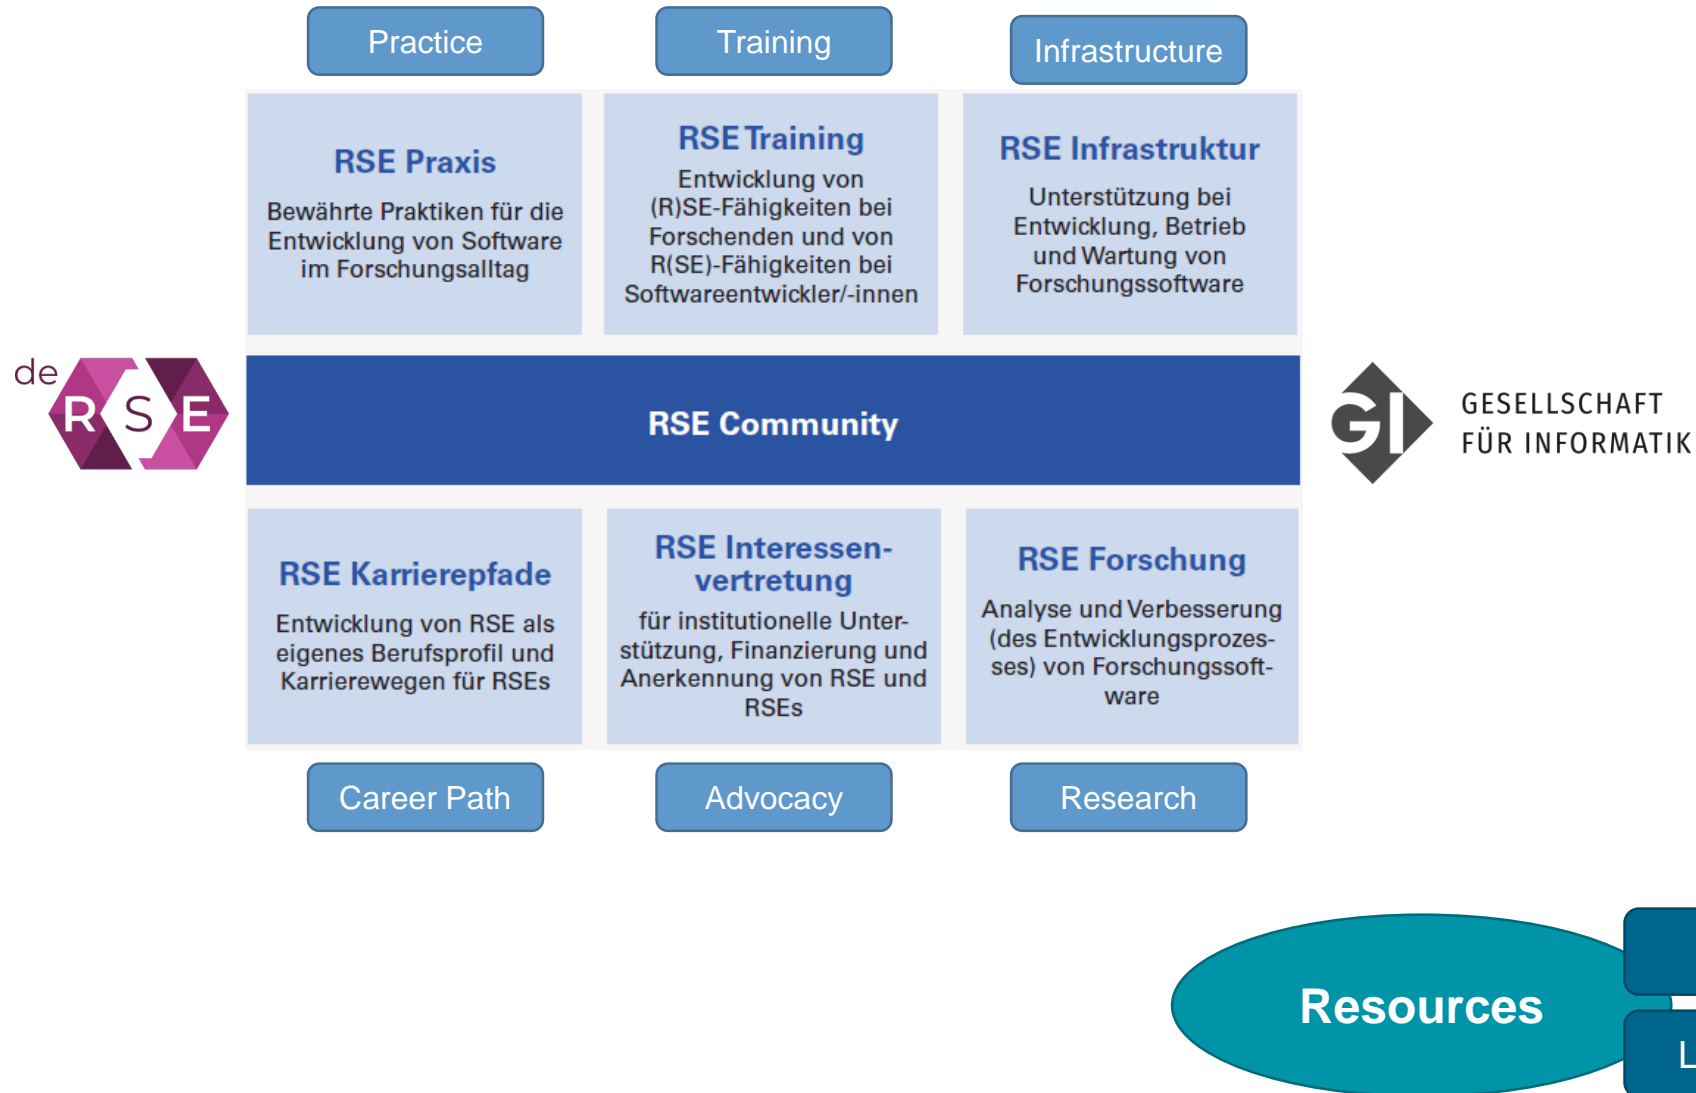 Practice
Training
Infrastructure
RSE Praxis
Bewährte Praktiken für die
Entwicklung von Software
im Forschungsalltag
RSE Training
Entwicklung von
(R)SE-Fähigkeiten bei
Forschenden und von
R(SE)-Fähigkeiten bei
Softwareentwickler/-innen
RSE Infrastruktur
Unterstützung bei
Entwicklung, Betrieb
und Wartung von
Forschungssoftware
de
R S E
RSE Community
GI
GESELLSCHAFT
FÜR INFORMATIK
RSE Karrierepfade
Entwicklung von RSE als
eigenes Berufsprofil und
Karrierewegen für RSEs
RSE Interessen-
vertretung
für institutionelle Unter-
stützung, Finanzierung und
Anerkennung von RSE und
RSEs
RSE Forschung
Analyse und Verbesserung
(des Entwicklungsprozes-
ses) von Forschungssoft-
ware
Career Path
Advocacy
Research
Resources